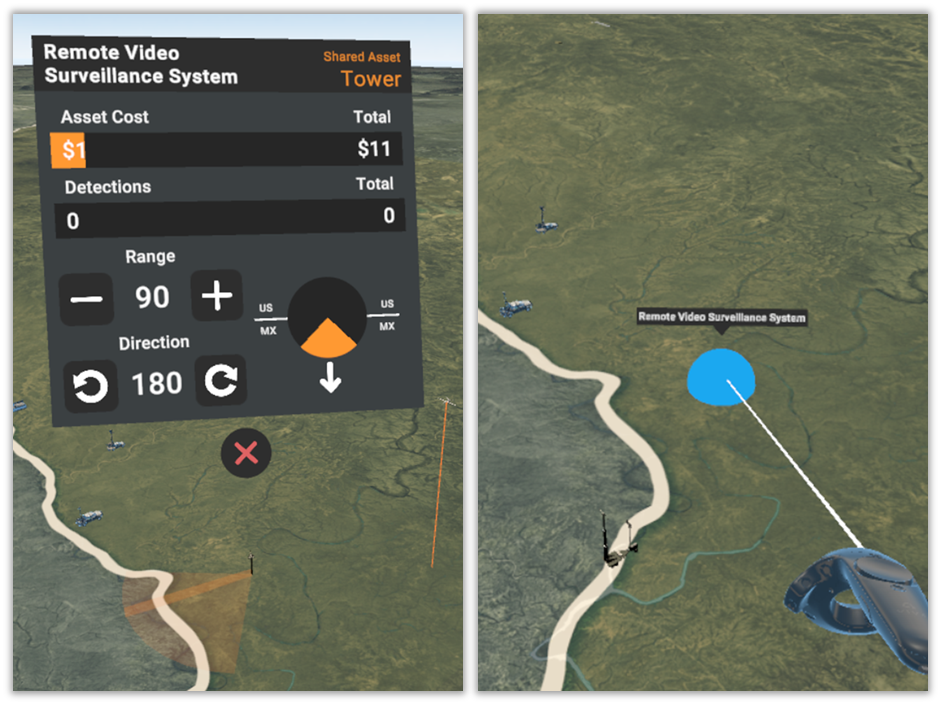 Remote Video
Surveillance System
Shared Asset
Tower
Asset Cost
Total
$1
$11
Detections
Total
0
0
Range
90
US
MX
US
MX
Direction
180
Remote Video Surveillance System